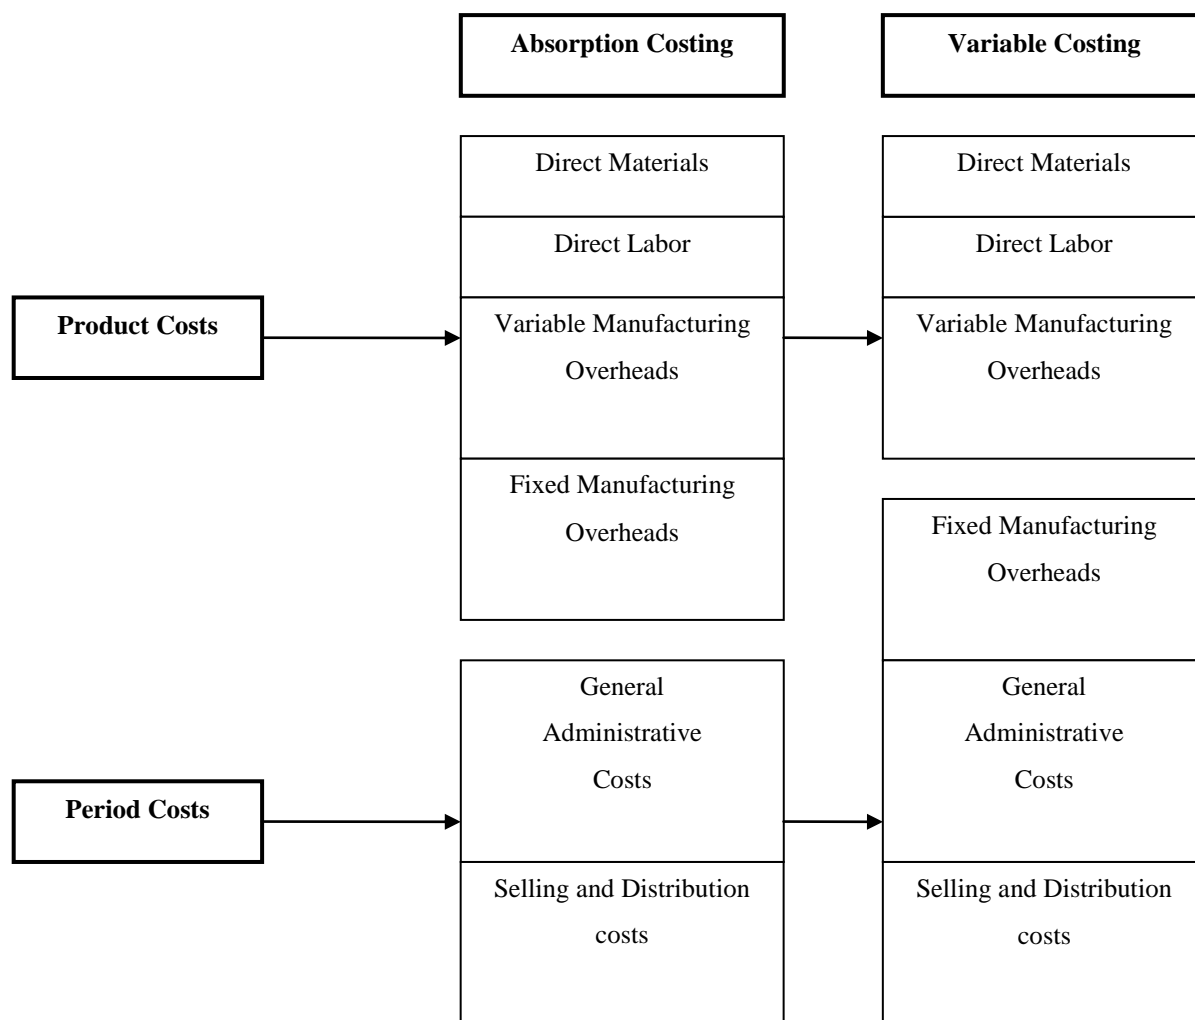 Absorption Costing
Variable Costing
Direct Materials
Direct Materials
Direct Labor
Direct Labor
Product Costs
Variable Manufacturing
Overheads
Variable Manufacturing
Overheads
Fixed Manufacturing
Overheads
Fixed Manufacturing
Overheads
General
Administrative
Costs
General
Administrative
Costs
Period Costs
Selling and Distribution
costs
Selling and Distribution
costs